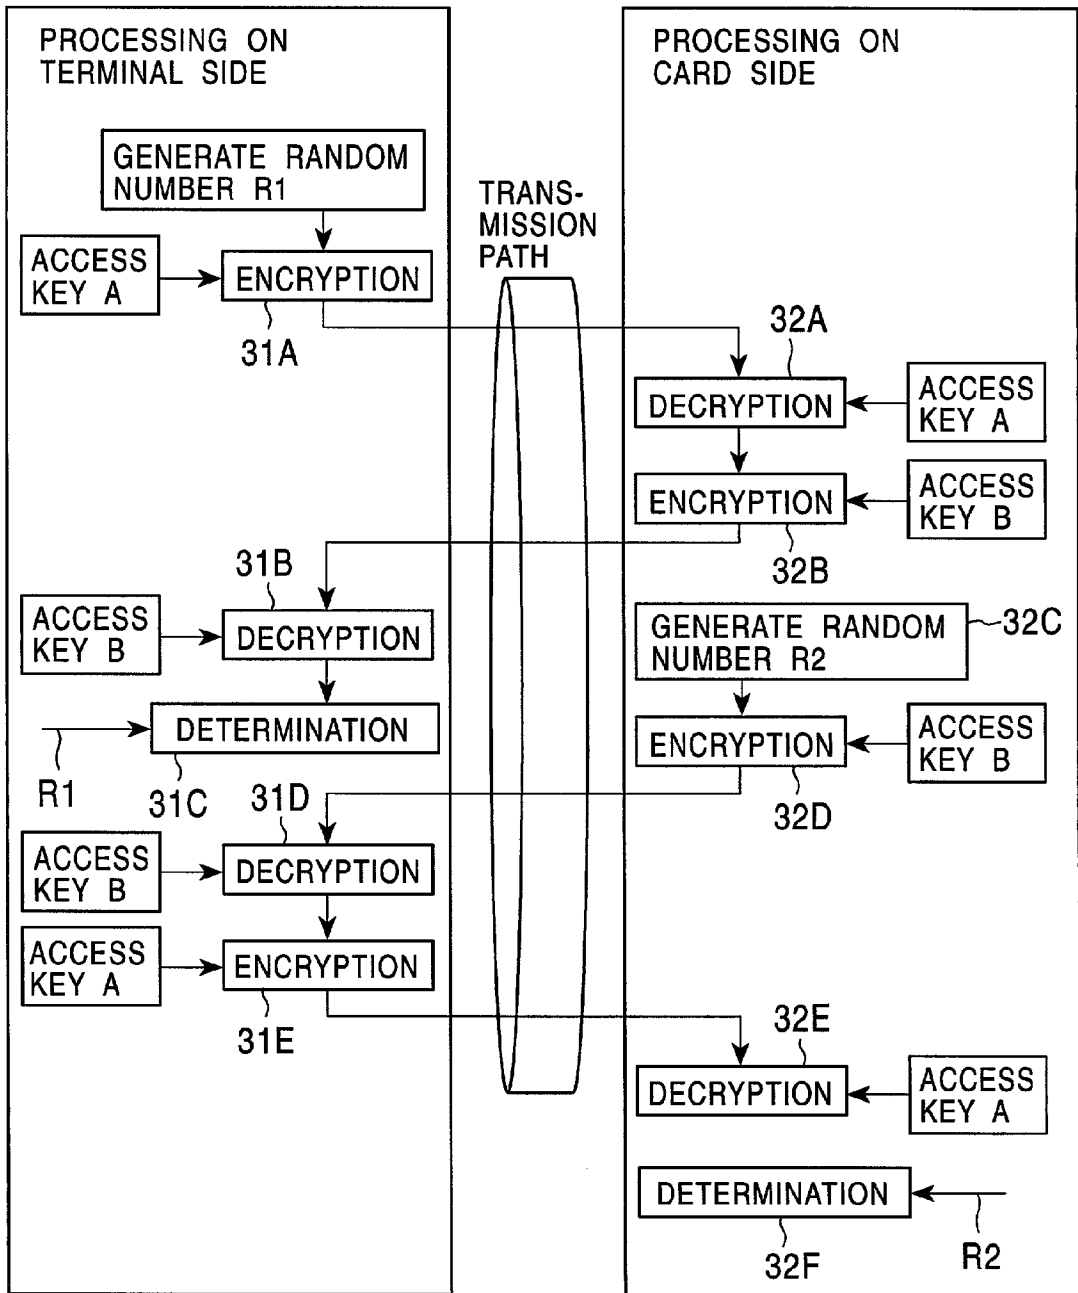 PROCESSING ON
TERMINAL SIDE
GENERATE RANDOM
NUMBER R1
ACCESS
KEY A
ENCRYPTION
31A
31B
ACCESS
KEY B
DECRYPTION
DETERMINATION
R1
31C
31D
ACCESS
KEY B
DECRYPTION
ACCESS
KEY A
ENCRYPTION
31E
TRANS-
MISSION
PATH
PROCESSING ON
CARD SIDE
32A
DECRYPTION
ACCESS
KEY A
ENCRYPTION
ACCESS
KEY B
32B
GENERATE RANDOM
NUMBER R2
32C
ENCRYPTION
ACCESS
KEY B
32D
32E
DECRYPTION
ACCESS
KEY A
DETERMINATION
32F
R2